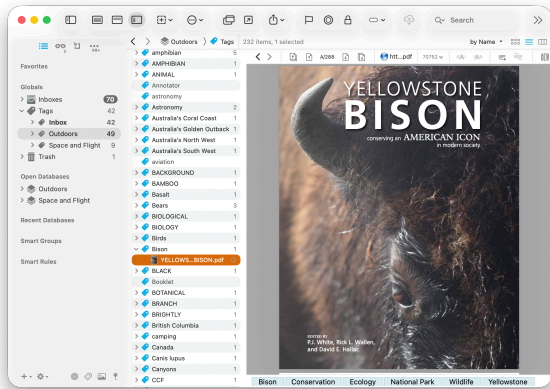 Search
Outdoors
Tags
232 items, 1 selected
by Name
A/268
htt...pdf
70752 w
Favorites
Globals
Inboxes 70
Tags 42
Inbox 42
Outdoors 49
Space and Flight 9
Trash 1
Open Databases
Outdoors
Space and Flight
Recent Databases
Smart Groups
Smart Rules
amphibian 5
AMPHIBIAN 1
ANIMAL 1
Annotator
astronomy
Astronomy 2
Australia's Coral Coast 1
Australia's Golden Outback 1
Australia's North West 1
Australia's South West 1
aviation
BACKGROUND 1
BAMBOO 1
Basalt 1
Bears 3
BIOLOGICAL 1
BIOLOGY 1
Birds 1
Bison 1
YELLOWS...BISON.pdf
BLACK 1
Booklet
BOTANICAL 1
BRANCH 1
BRIGHTLY 1
British Columbia 1
camping 1
Canada 1
Canis lupus 1
Canyons 1
CCF 1
YELLOWSTONE
BISON
conserving an AMERICAN ICON
in modern society
EDITED BY
P.J. White, Rick L. Wallen,
and David E. Hallac
Bison Conservation Ecology National Park Wildlife Yellowstone